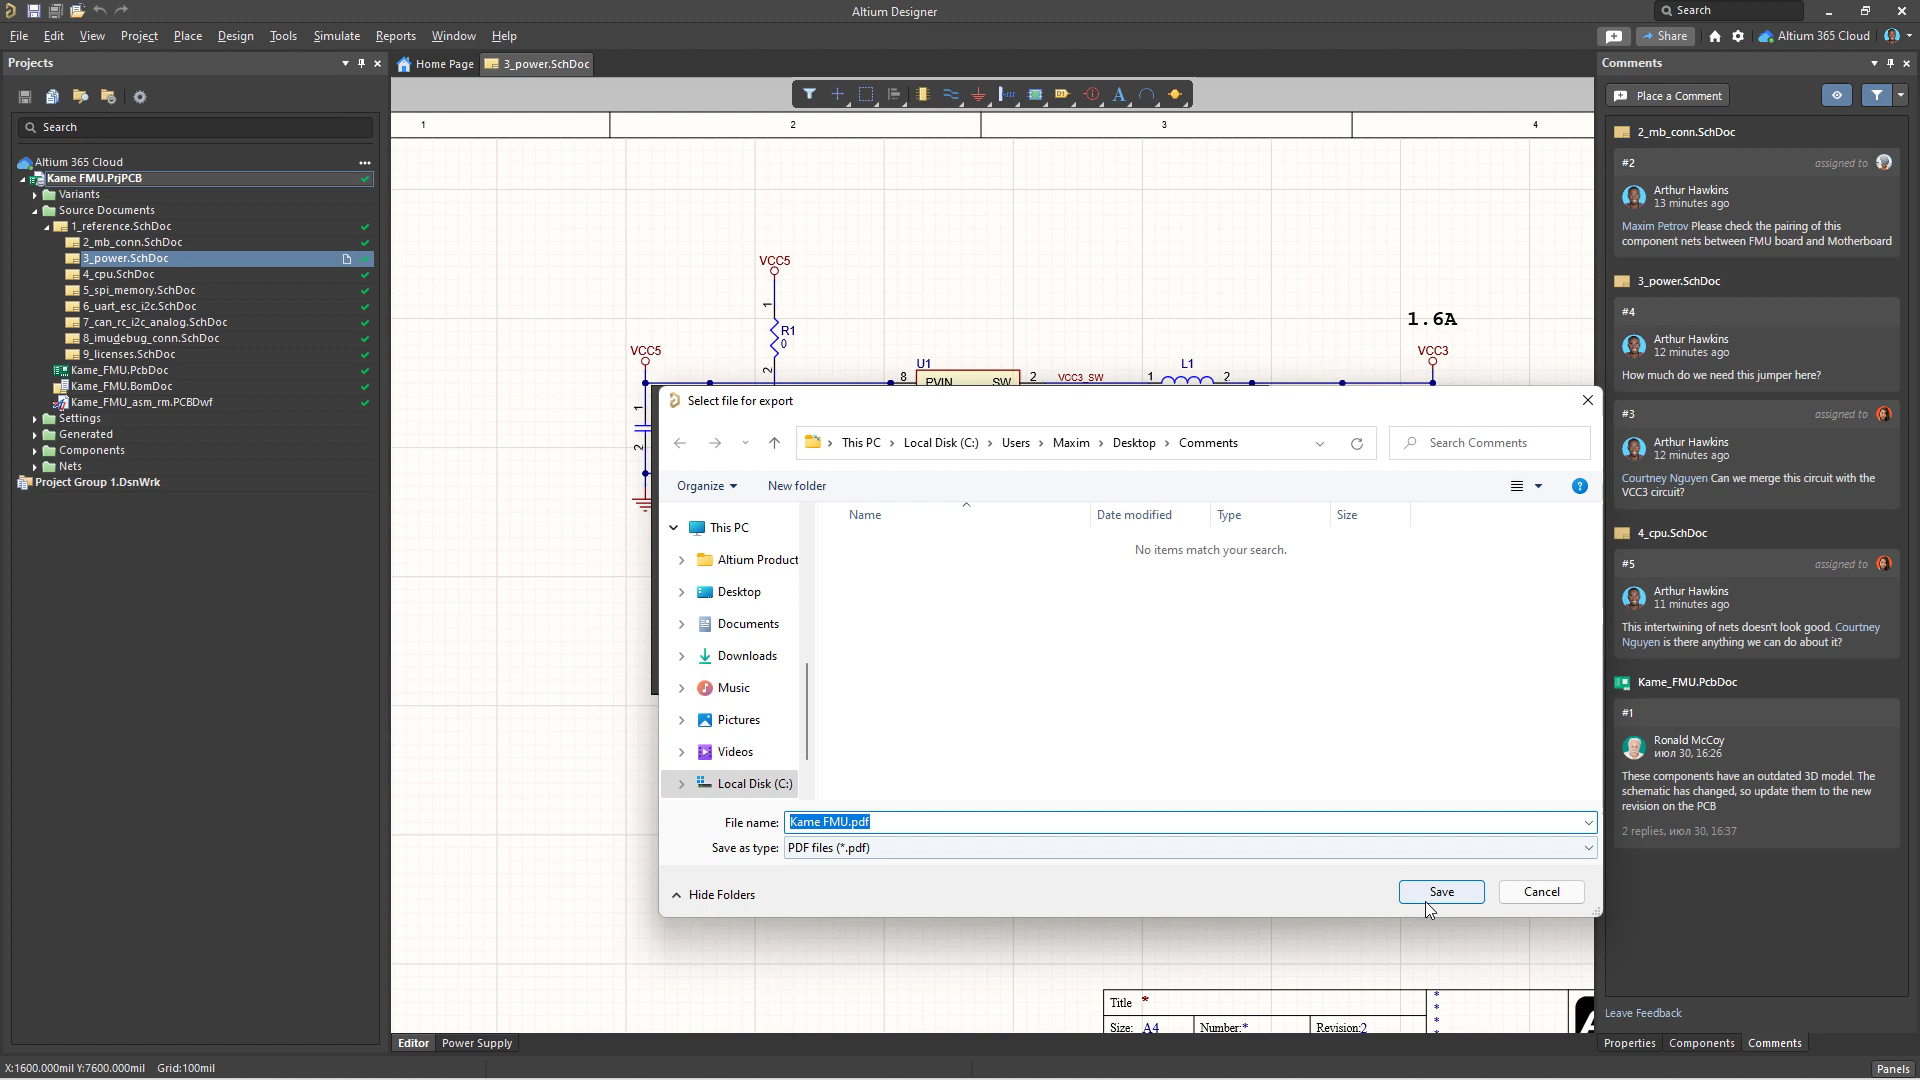 Altium Designer
Search
File Edit View Project Place Design Tools Simulate Reports Window Help
Share
Altium 365 Cloud
Projects
Home Page
3_power.SchDoc
Comments
Search
Place a Comment
Altium 365 Cloud
Kame FMU.PrjPCB
Variants
Source Documents
1_reference.SchDoc
2_mb_conn.SchDoc
3_power.SchDoc
4_cpu.SchDoc
5_spi_memory.SchDoc
6_uart_esc_i2c.SchDoc
7_can_rc_i2c_analog.SchDoc
8_imudebug_conn.SchDoc
9_licenses.SchDoc
Kame_FMU.PcbDoc
Kame_FMU.BomDoc
Kame_FMU_asm_rm.PCBDwf
Settings
Generated
Components
Nets
Project Group 1.DsnWrk
1 2 3 4
VCC5
1
R1
0
2
VCC5
1
2
U1
8 PVIN SW 2
VCC3_SW
L1
1 2
1.6A
VCC3
Select file for export
This PC > Local Disk (C:) > Users > Maxim > Desktop > Comments
Search Comments
Organize
New folder
Name
Date modified
Type
Size
No items match your search.
This PC
Altium Product
Desktop
Documents
Downloads
Music
Pictures
Videos
Local Disk (C:)
File name: Kame FMU.pdf
Save as type: PDF files (*.pdf)
Hide Folders
Save
Cancel
Title *
Size: A4 Number:* Revision:2
*
*
*
*
2_mb_conn.SchDoc
#2 assigned to
Arthur Hawkins
13 minutes ago
Maxim Petrov Please check the pairing of this
component nets between FMU board and Motherboard
3_power.SchDoc
#4
Arthur Hawkins
12 minutes ago
How much do we need this jumper here?
#3 assigned to
Arthur Hawkins
12 minutes ago
Courtney Nguyen Can we merge this circuit with the
VCC3 circuit?
4_cpu.SchDoc
#5 assigned to
Arthur Hawkins
11 minutes ago
This intertwining of nets doesn't look good. Courtney
Nguyen is there anything we can do about it?
Kame_FMU.PcbDoc
#1
Ronald McCoy
июл 30, 16:26
These components have an outdated 3D model. The
schematic has changed, so update them to the new
revision on the PCB
2 replies, июл 30, 16:37
Leave Feedback
Editor Power Supply
Properties Components Comments
X:1600.000mil Y:7600.000mil Grid:100mil
Panels